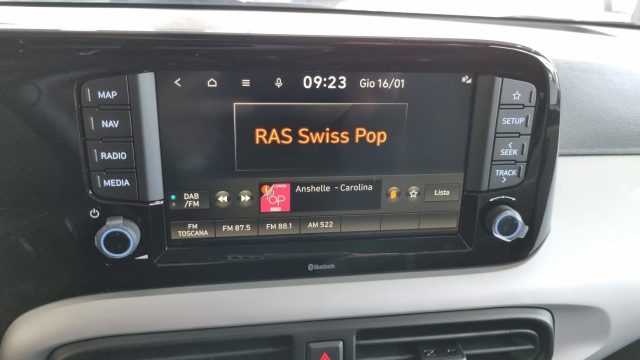 09:23
Gio 16/01
MAP
NAV
RADIO
MEDIA
SETUP
SEEK
TRACK
RAS Swiss Pop
Anshelle - Carolina
DAB
/FM
POP
Lista
FM
TOSCANA
FM 87.5
FM 88.1
AM 522
Bluetooth